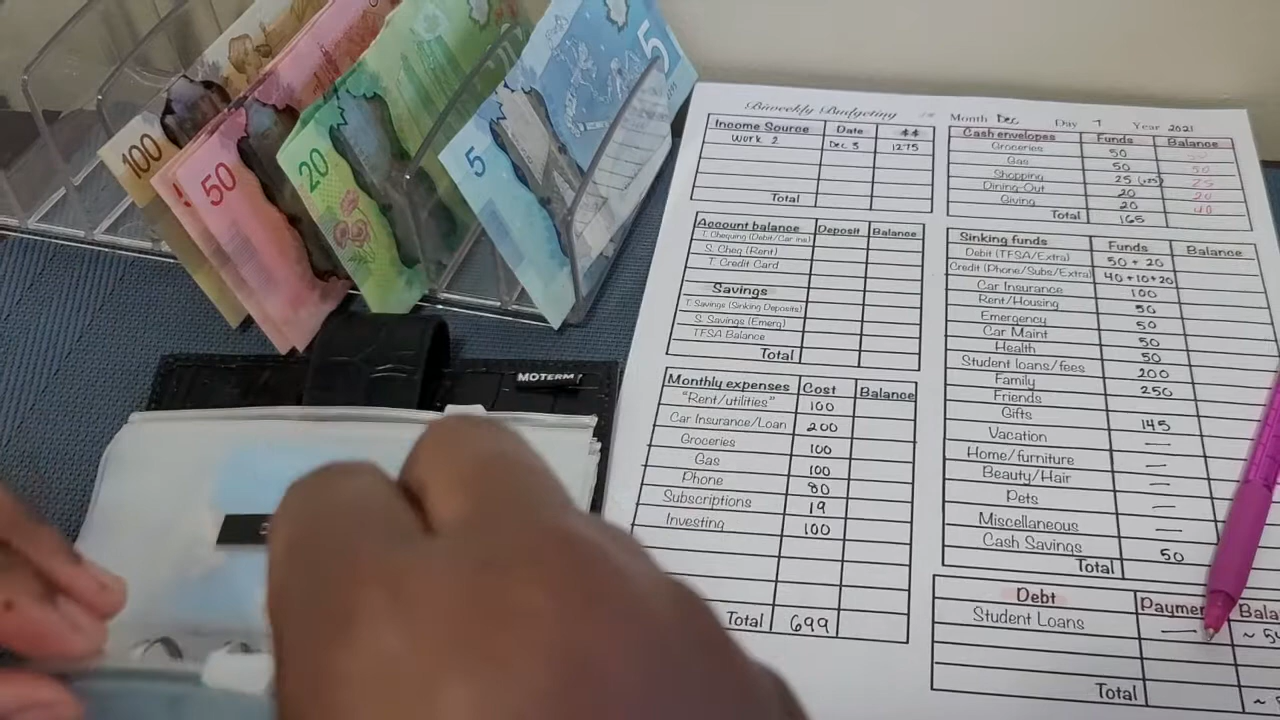 Biweekly Budgeting
Month Dec Day 7 Year 2021
Income Source Date $$
Work 2 Dec 3 1275
Total
Account balance Deposit Balance
T. Chequing (Debit/Car ins)
S. Cheq (Rent)
T. Credit Card
Savings
T. Savings (Sinking Deposits)
S. Savings (Emerg)
TFSA Balance
Total
Monthly expenses Cost Balance
"Rent/utilities" 100
Car Insurance/Loan 200
Groceries 100
Gas 100
Phone 80
Subscriptions 19
Investing 100
Total 699
Cash envelopes Funds Balance
Groceries 50
Gas 50 50
Shopping 25 25
Dining-Out 20 20
Giving 20 40
Total 165
Sinking funds Funds Balance
Debit (TFSA/Extra) 50 + 20
Credit (Phone/Subs/Extra) 40+10+20
Car Insurance 100
Rent/Housing 50
Emergency 50
Car Maint 50
Health 50
Student loans/fees 200
Family 250
Friends
Gifts 145
Vacation —
Home/furniture —
Beauty/Hair —
Pets —
Miscellaneous —
Cash Savings 50
Total
Debt
Student Loans —
Total
100
50
20
5
5
MOTERM